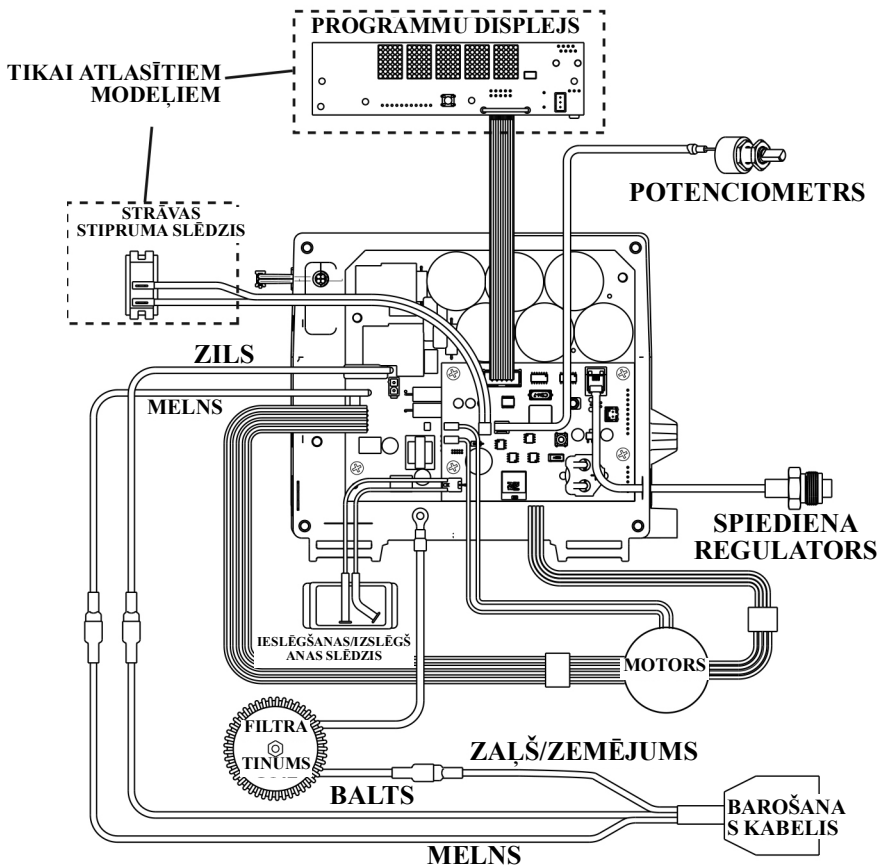 PROGRAMMU DISPLEJS
TIKAI ATLASĪTIEM
MODEĻIEM
POTENCIOMETRS
STRĀVAS
STIPRUMA SLĒDZIS
ZILS
MELNS
SPIEDIENA
REGULATORS
IESLĒGŠANAS/IZSLĒGŠ
ANAS SLĒDZIS
MOTORS
FILTRA
TINUMS
ZAĻŠ/ZEMĒJUMS
BALTS
BAROŠANA
S KABELIS
MELNS